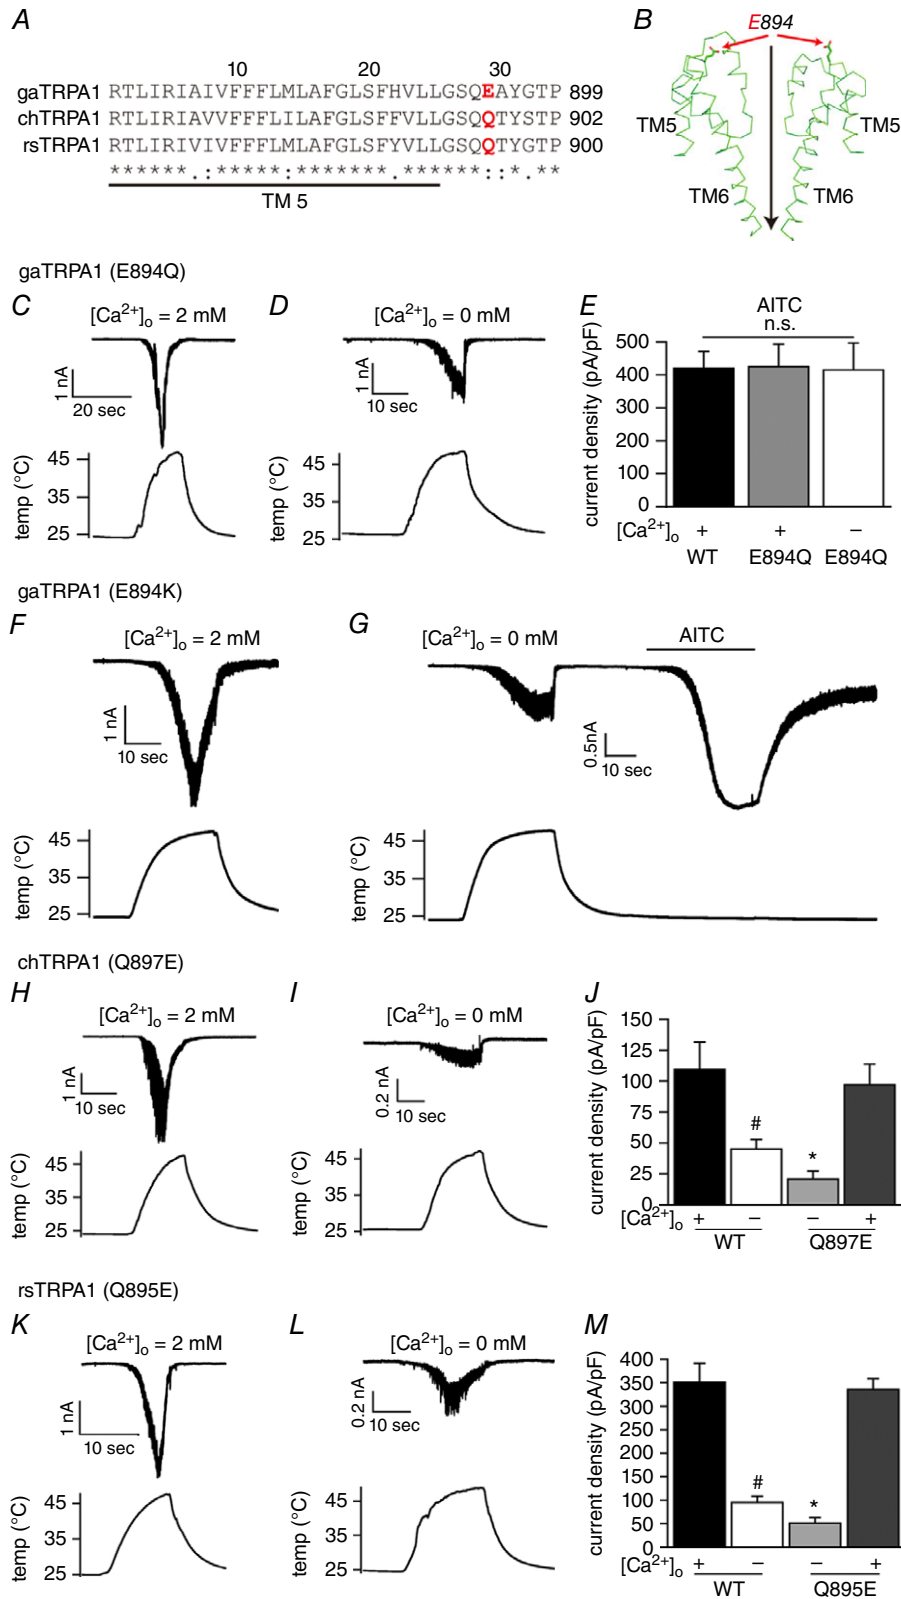 A
10 20 30
gaTRPA1 RTLIRIAIVFFFLMLAFGLSFHVLLGSQEAYGTP 899
chTRPA1 RTLIRIAVVFFFLILAFGLSFFVLLGSQQTYSTP 902
rsTRPA1 RTLIRIAIVFFFLMLAFGLSFYVLLGSQQTYGTP 900
*******.:*****:*******.******::*.**
TM 5
B
E894
TM5 TM5
TM6 TM6
gaTRPA1 (E894Q)
C
[Ca2+]o = 2 mM
1 nA
20 sec
temp (°C)
45
35
25
D
[Ca2+]o = 0 mM
1 nA
10 sec
temp (°C)
45
35
25
E
AITC
n.s.
current density (pA/pF)
500
400
300
200
100
0
[Ca2+]o + + –
WT E894Q E894Q
gaTRPA1 (E894K)
F
[Ca2+]o = 2 mM
1 nA
10 sec
temp (°C)
45
35
25
G
[Ca2+]o = 0 mM
AITC
0.5nA
10 sec
temp (°C)
45
35
25
chTRPA1 (Q897E)
H
[Ca2+]o = 2 mM
1 nA
10 sec
temp (°C)
45
35
25
I
[Ca2+]o = 0 mM
0.2 nA
10 sec
temp (°C)
45
35
25
J
current density (pA/pF)
150
125
100
75
50
25
0
#
*
[Ca2+]o + – – +
WT Q897E
rsTRPA1 (Q895E)
K
[Ca2+]o = 2 mM
1 nA
10 sec
temp (°C)
45
35
25
L
[Ca2+]o = 0 mM
0.2 nA
10 sec
temp (°C)
45
35
25
M
current density (pA/pF)
400
350
300
250
200
150
100
50
0
#
*
[Ca2+]o + – – +
WT Q895E